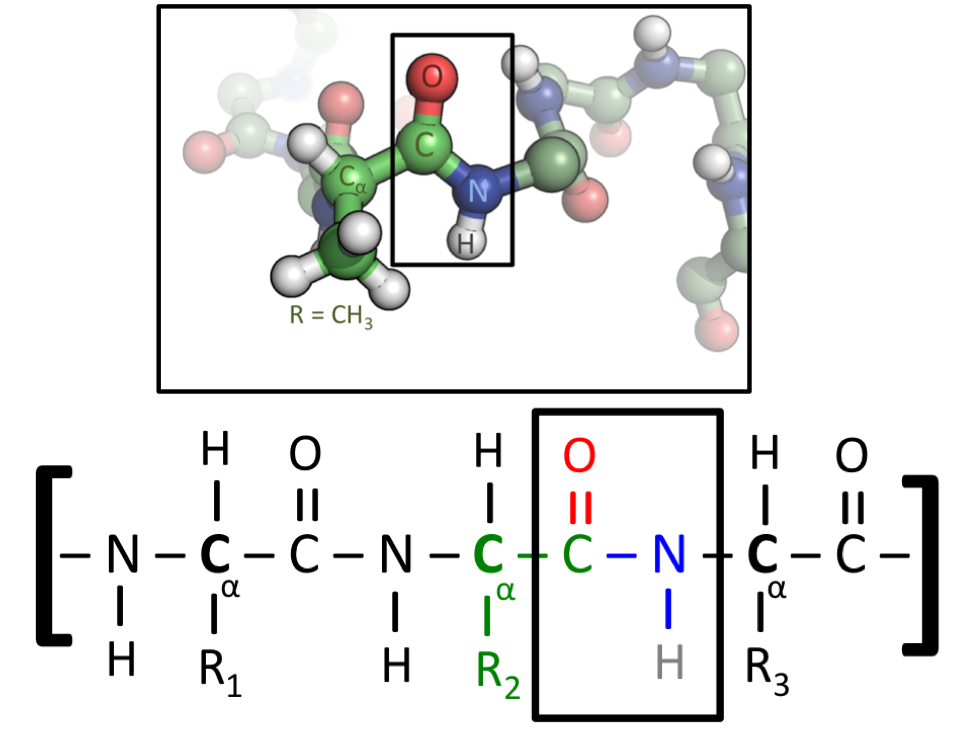 O
C
Cα
N
H
R = CH3
H O H O H O
[ – N – C – C – N – C – C – N – C – C – ]
α α α
H R1 H R2 H R3